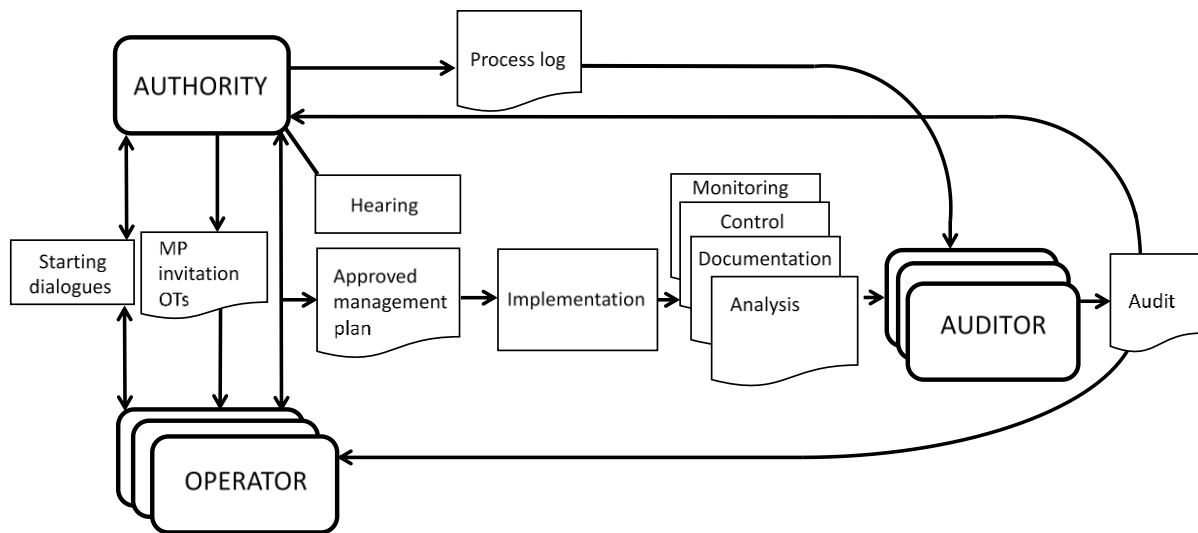 Process log
AUTHORITY
Hearing
Starting
dialogues
MP
invitation
OTs
Approved
management
plan
Implementation
Monitoring
Control
Documentation
Analysis
AUDITOR
Audit
OPERATOR